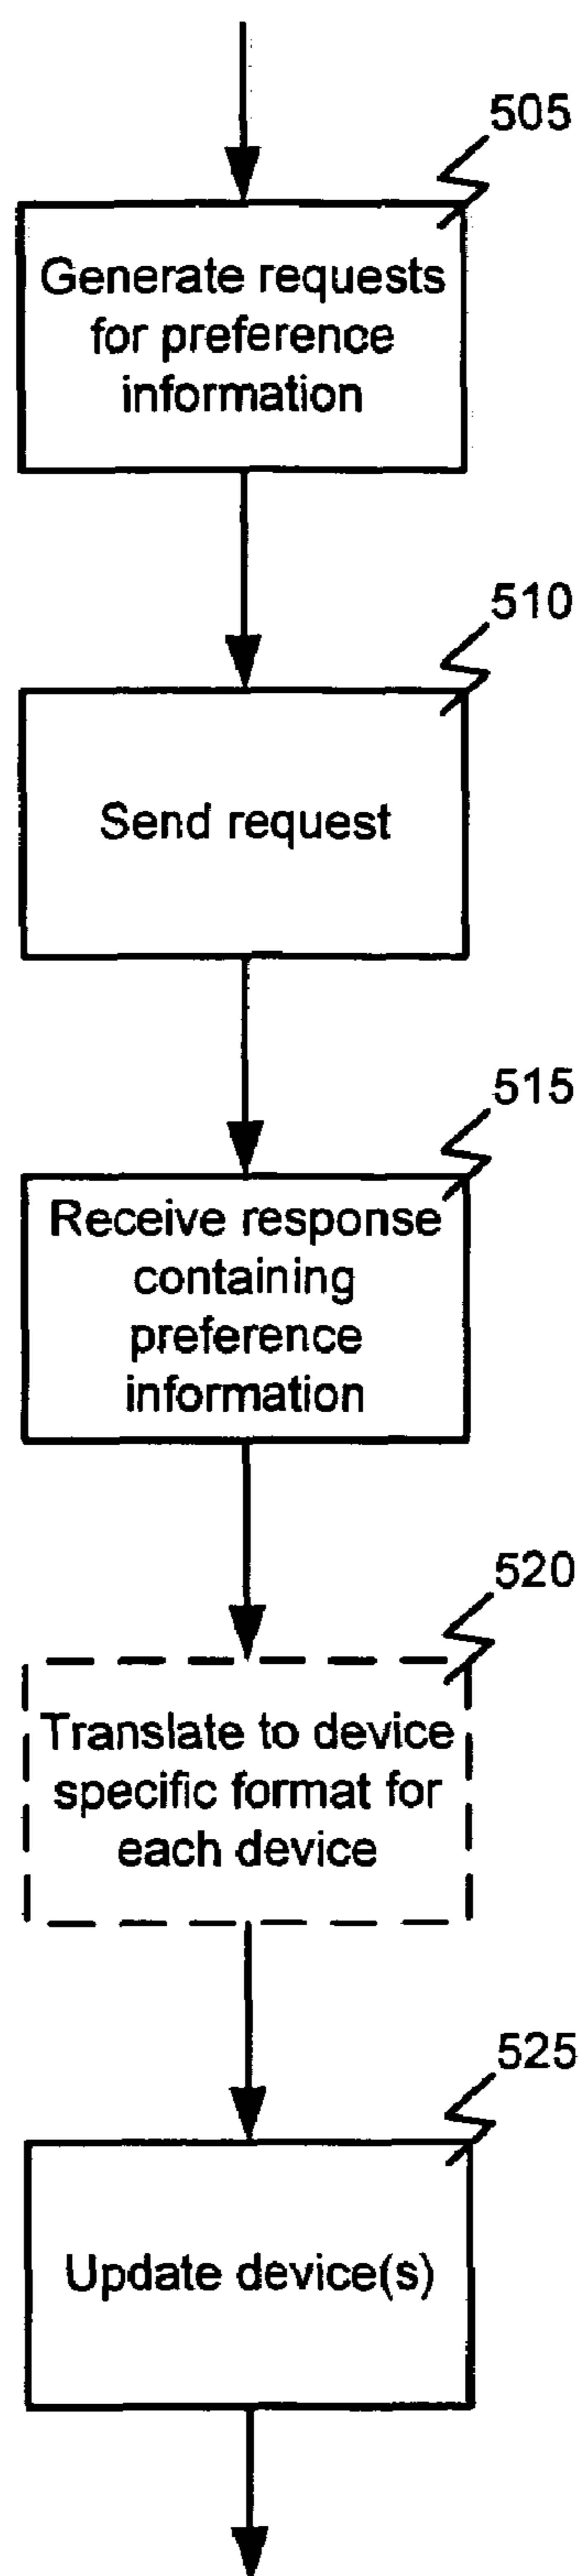 505
Generate requests
for preference
information
510
Send request
515
Receive response
containing
preference
information
520
Translate to device
specific format for
each device
525
Update device(s)